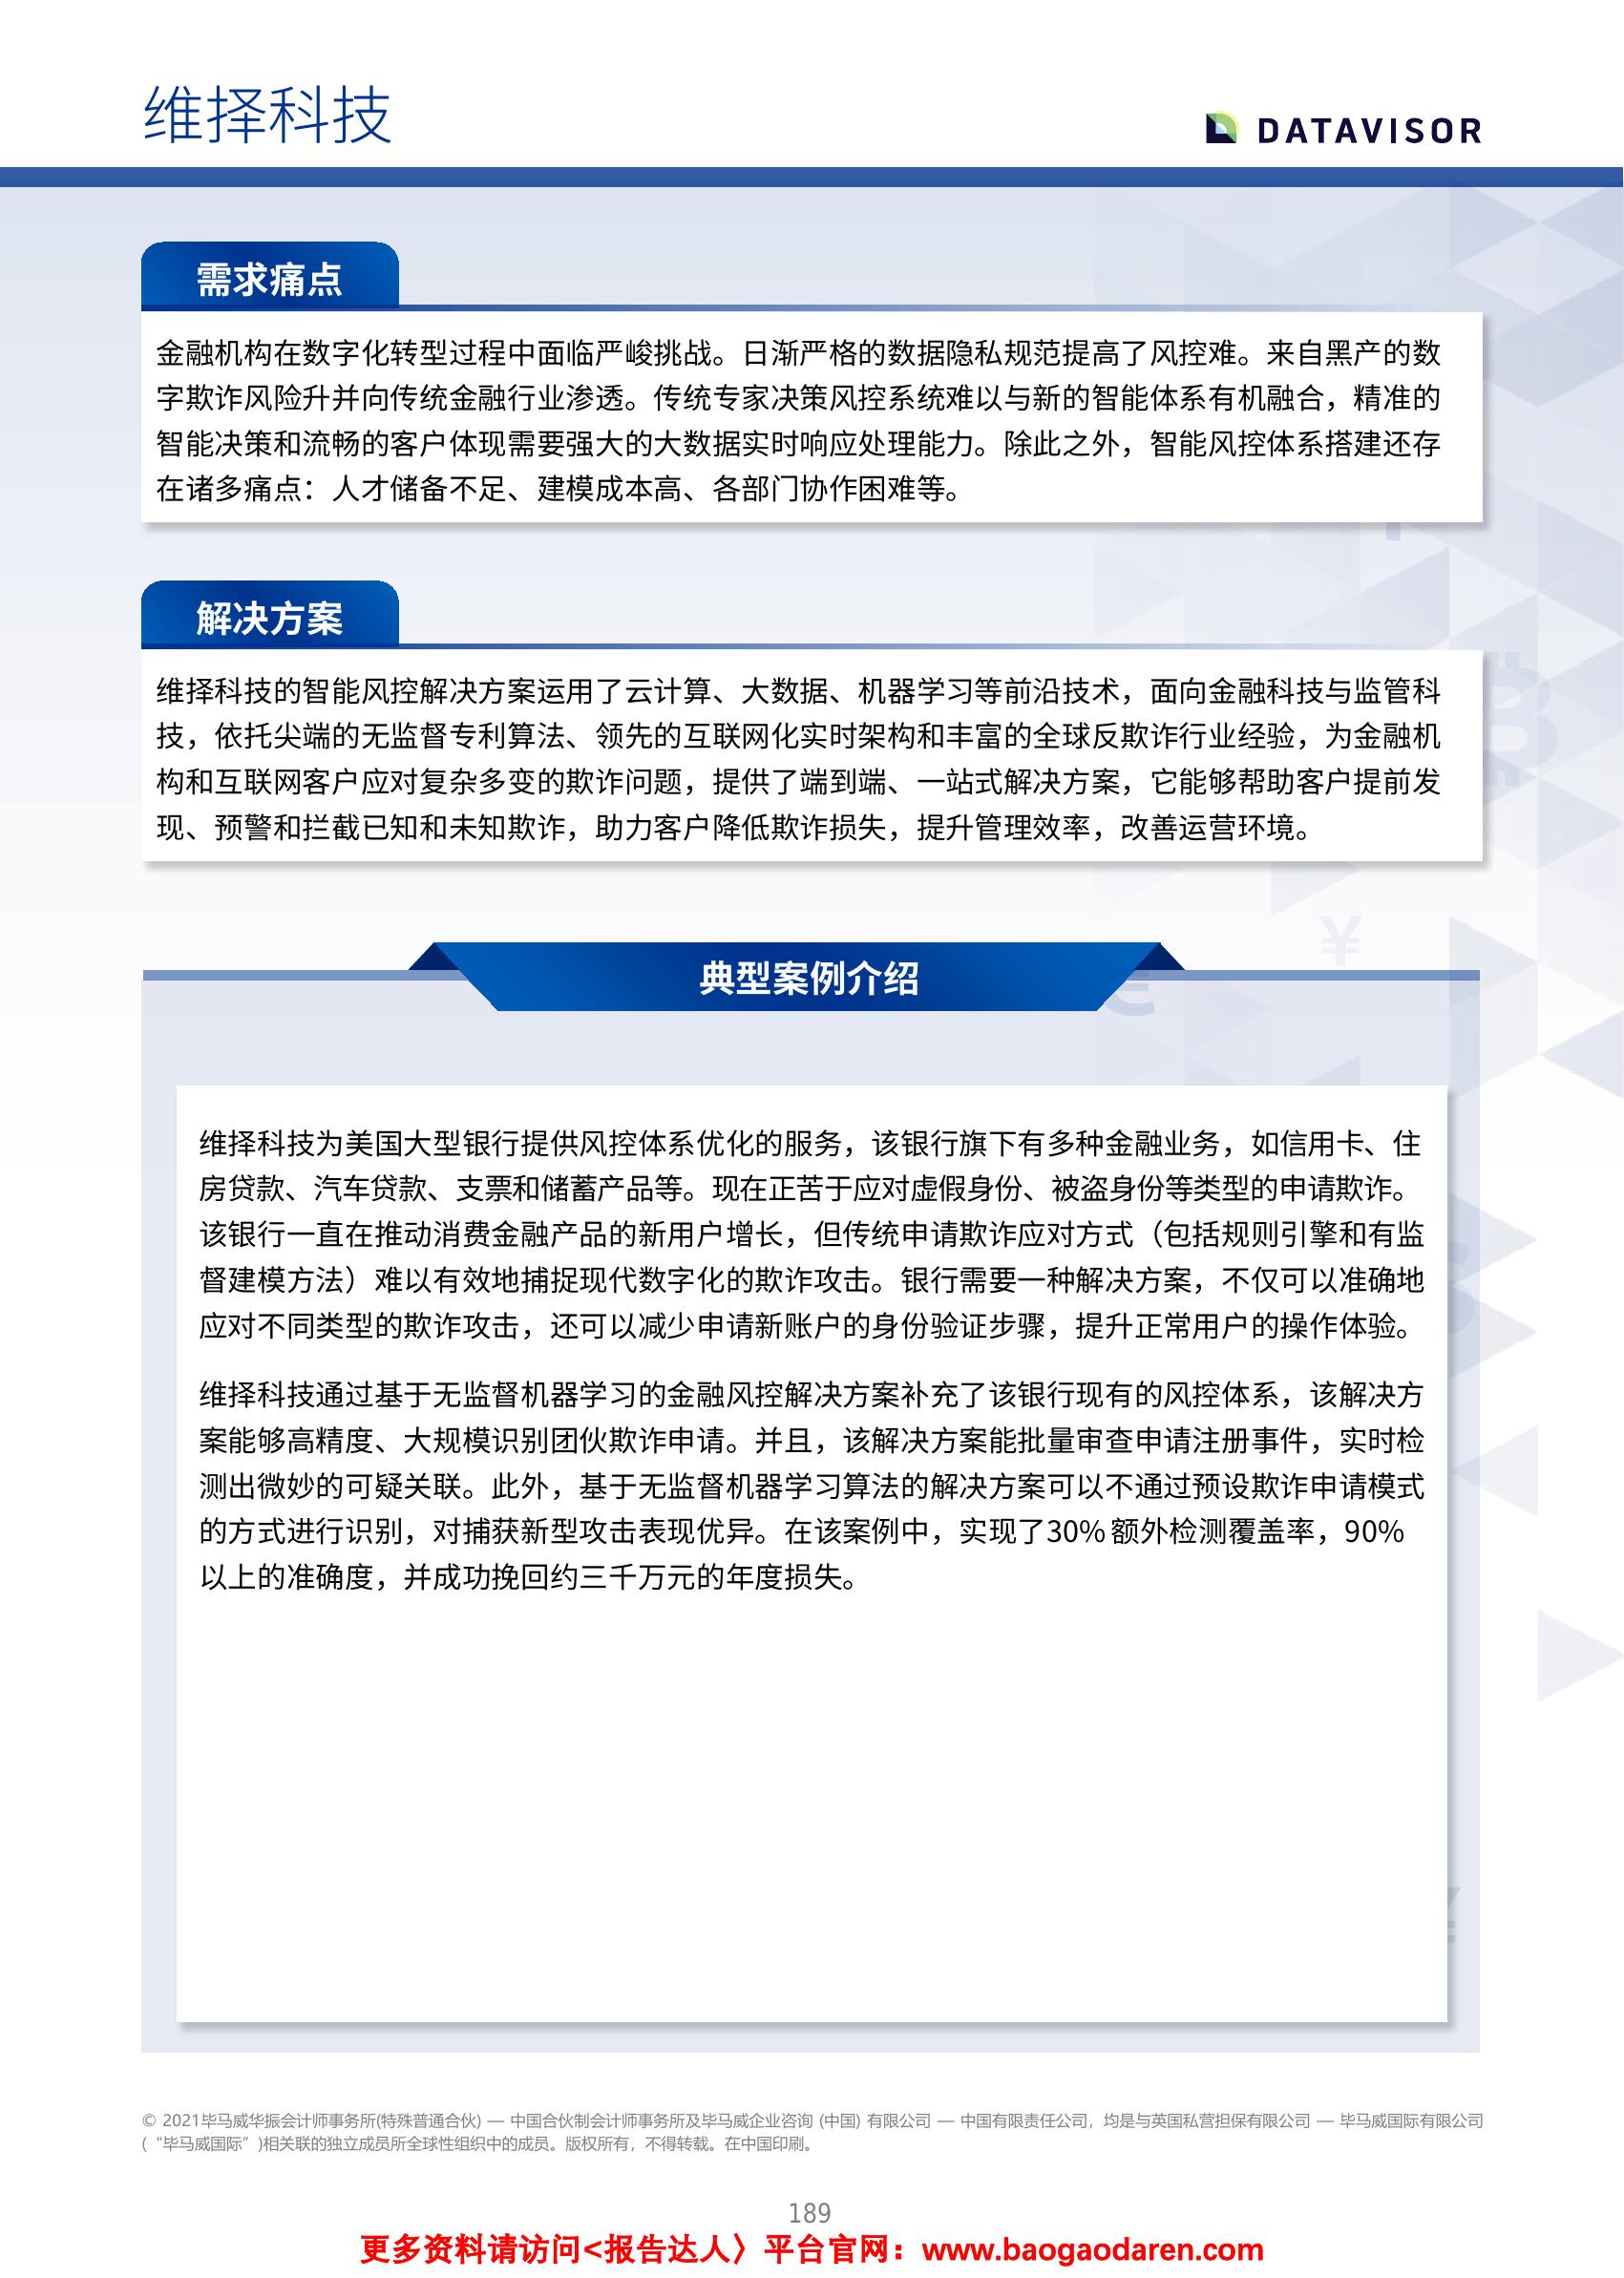 维择科技
DATAVISOR
需求痛点
金融机构在数字化转型过程中面临严峻挑战。日渐严格的数据隐私规范提高了风控难。来自黑产的数
字欺诈风险升并向传统金融行业渗透。传统专家决策风控系统难以与新的智能体系有机融合，精准的
智能决策和流畅的客户体现需要强大的大数据实时响应处理能力。除此之外，智能风控体系搭建还存
在诸多痛点：人才储备不足、建模成本高、各部门协作困难等。
解决方案
维择科技的智能风控解决方案运用了云计算、大数据、机器学习等前沿技术，面向金融科技与监管科
技，依托尖端的无监督专利算法、领先的互联网化实时架构和丰富的全球反欺诈行业经验，为金融机
构和互联网客户应对复杂多变的欺诈问题，提供了端到端、一站式解决方案，它能够帮助客户提前发
现、预警和拦截已知和未知欺诈，助力客户降低欺诈损失，提升管理效率，改善运营环境。
典型案例介绍
维择科技为美国大型银行提供风控体系优化的服务，该银行旗下有多种金融业务，如信用卡、住
房贷款、汽车贷款、支票和储蓄产品等。现在正苦于应对虚假身份、被盗身份等类型的申请欺诈。
该银行一直在推动消费金融产品的新用户增长，但传统申请欺诈应对方式（包括规则引擎和有监
督建模方法）难以有效地捕捉现代数字化的欺诈攻击。银行需要一种解决方案，不仅可以准确地
应对不同类型的欺诈攻击，还可以减少申请新账户的身份验证步骤，提升正常用户的操作体验。
维择科技通过基于无监督机器学习的金融风控解决方案补充了该银行现有的风控体系，该解决方
案能够高精度、大规模识别团伙欺诈申请。并且，该解决方案能批量审查申请注册事件，实时检
测出微妙的可疑关联。此外，基于无监督机器学习算法的解决方案可以不通过预设欺诈申请模式
的方式进行识别，对捕获新型攻击表现优异。在该案例中，实现了30%额外检测覆盖率，90%
以上的准确度，并成功挽回约三千万元的年度损失。
© 2021毕马威华振会计师事务所(特殊普通合伙) — 中国合伙制会计师事务所及毕马威企业咨询 (中国) 有限公司 — 中国有限责任公司，均是与英国私营担保有限公司 — 毕马威国际有限公司
(“毕马威国际”)相关联的独立成员所全球性组织中的成员。版权所有，不得转载。在中国印刷。
189
更多资料请访问<报告达人〉平台官网：www.baogaodaren.com